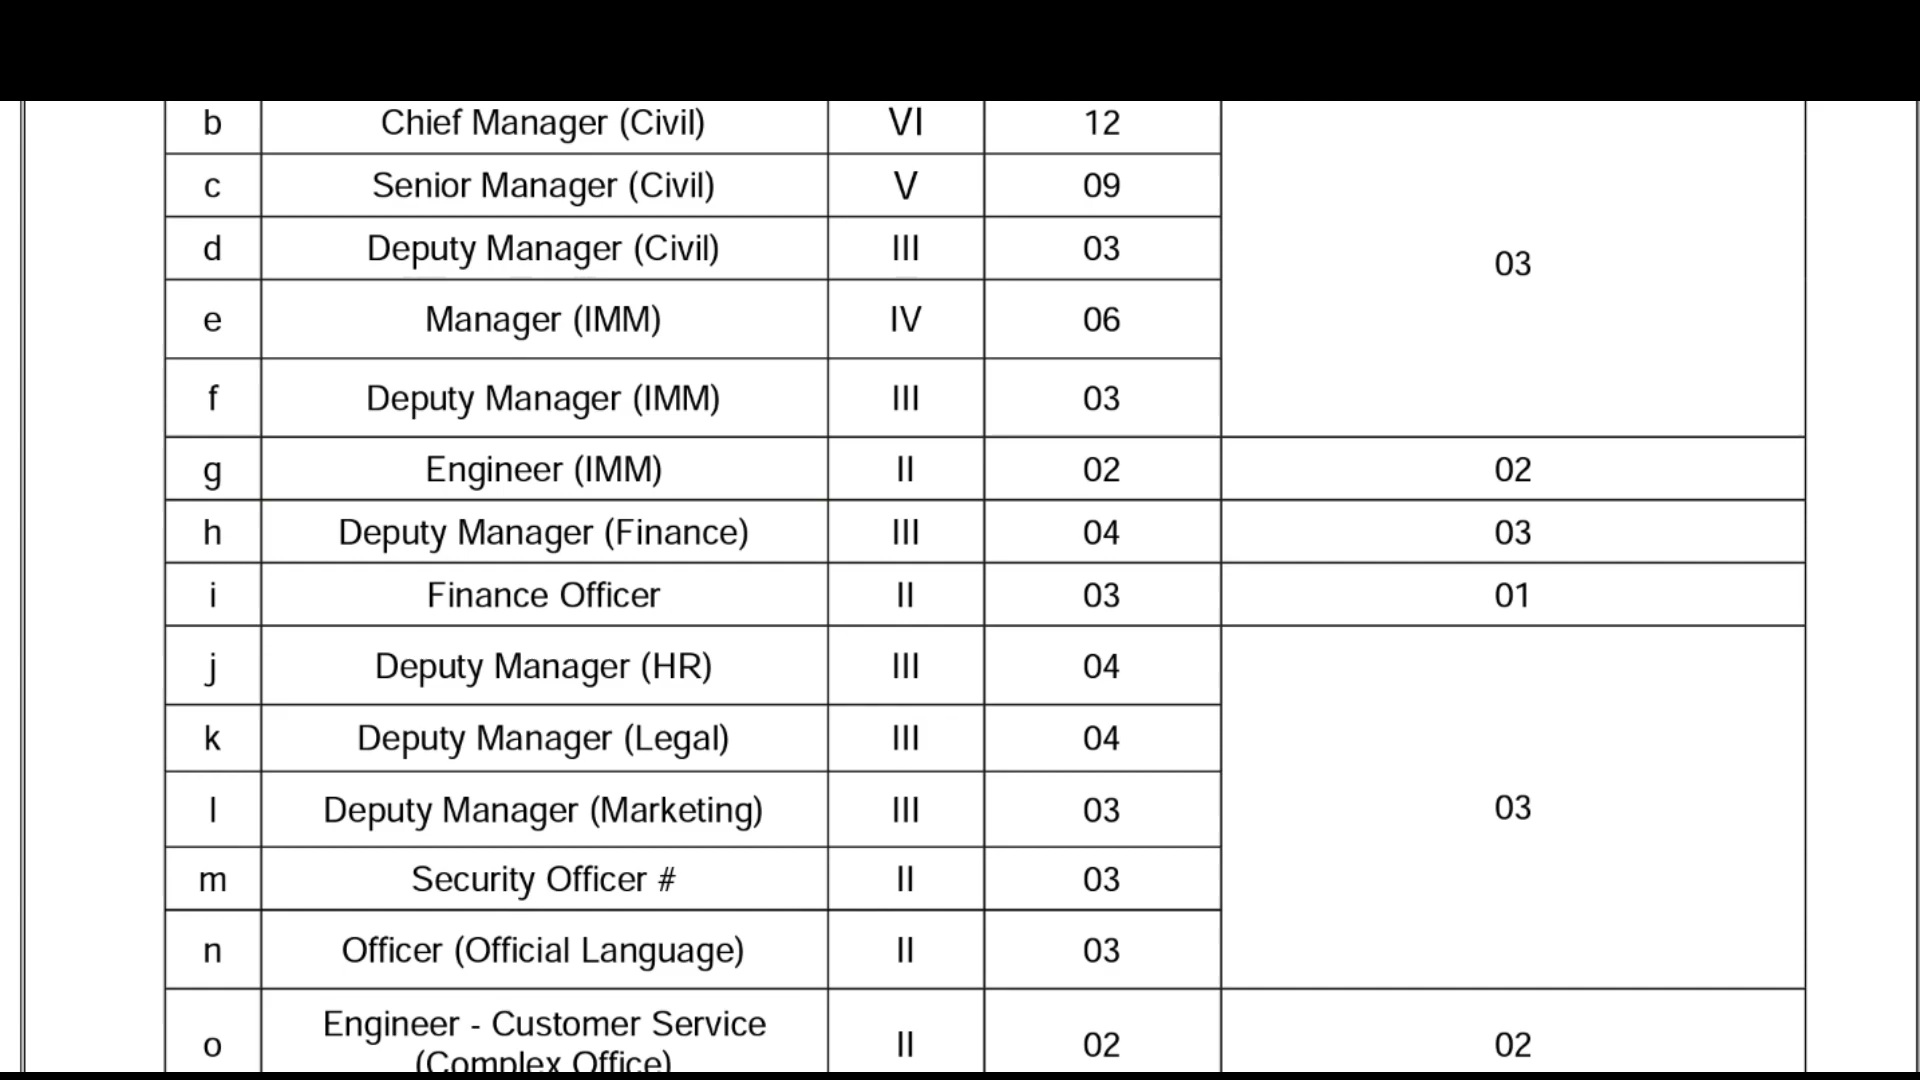 b Chief Manager (Civil) VI 12
c Senior Manager (Civil) V 09
d Deputy Manager (Civil) III 03 03
e Manager (IMM) IV 06
f Deputy Manager (IMM) III 03
g Engineer (IMM) II 02 02
h Deputy Manager (Finance) III 04 03
i Finance Officer II 03 01
j Deputy Manager (HR) III 04
k Deputy Manager (Legal) III 04
l Deputy Manager (Marketing) III 03 03
m Security Officer # II 03
n Officer (Official Language) II 03
o Engineer - Customer Service II 02 02
(Complex Office)